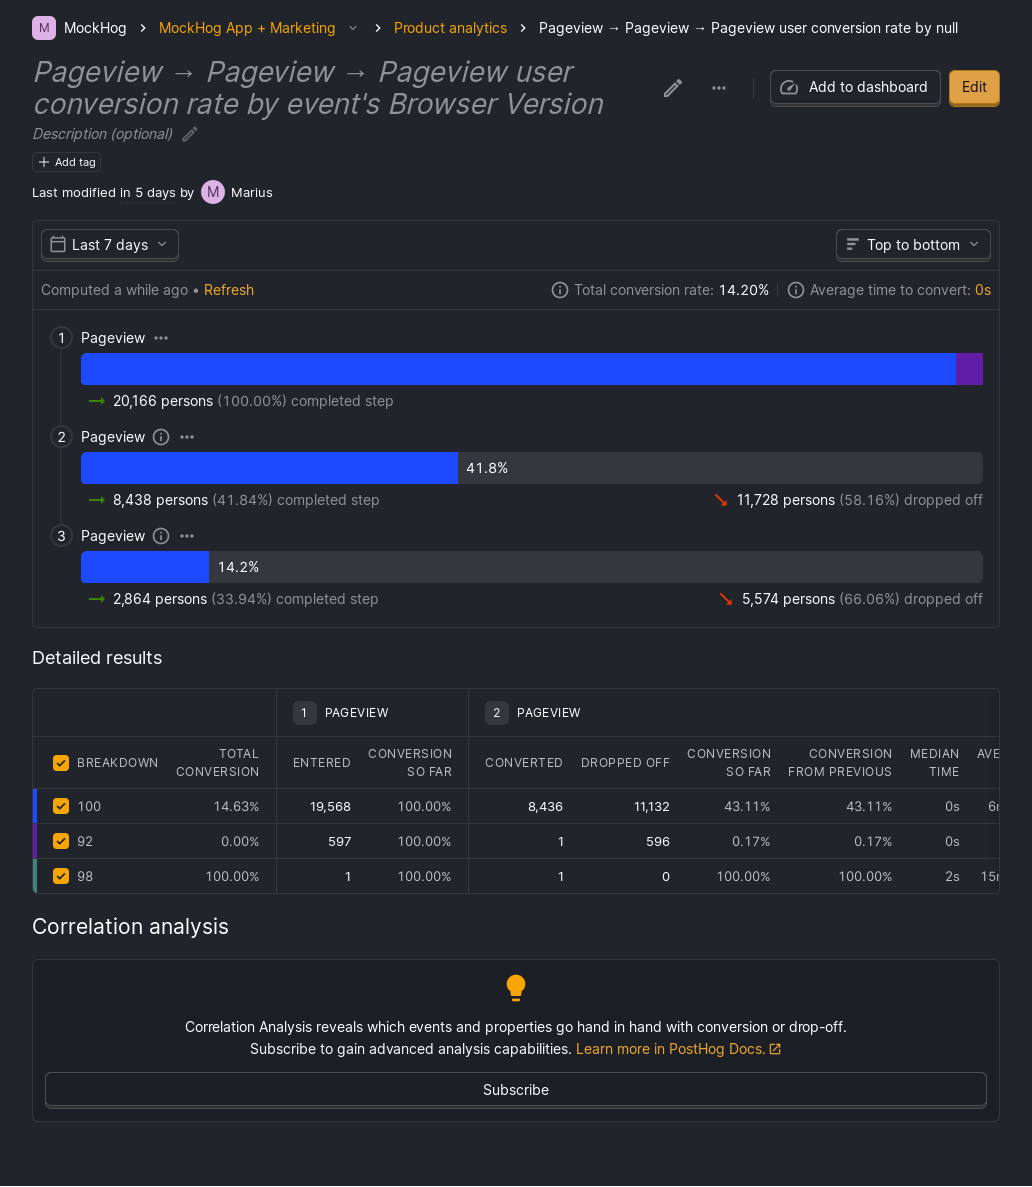 M MockHog > MockHog App + Marketing > Product analytics > Pageview → Pageview → Pageview user conversion rate by null
Pageview → Pageview → Pageview user
conversion rate by event's Browser Version
Add to dashboard
Edit
Description (optional)
Add tag
Last modified in 5 days by M Marius
Last 7 days
Top to bottom
Computed a while ago • Refresh
Total conversion rate: 14.20%
Average time to convert: 0s
1 Pageview
20,166 persons (100.00%) completed step
2 Pageview
41.8%
8,438 persons (41.84%) completed step
11,728 persons (58.16%) dropped off
3 Pageview
14.2%
2,864 persons (33.94%) completed step
5,574 persons (66.06%) dropped off
Detailed results
1 PAGEVIEW
2 PAGEVIEW
BREAKDOWN
TOTAL
CONVERSION
ENTERED
CONVERSION
SO FAR
CONVERTED
DROPPED OFF
CONVERSION
SO FAR
CONVERSION
FROM PREVIOUS
MEDIAN
TIME
AVE
100 14.63% 19,568 100.00% 8,436 11,132 43.11% 43.11% 0s
92 0.00% 597 100.00% 1 596 0.17% 0.17% 0s
98 100.00% 1 100.00% 1 0 100.00% 100.00% 2s
Correlation analysis
Correlation Analysis reveals which events and properties go hand in hand with conversion or drop-off.
Subscribe to gain advanced analysis capabilities. Learn more in PostHog Docs.
Subscribe